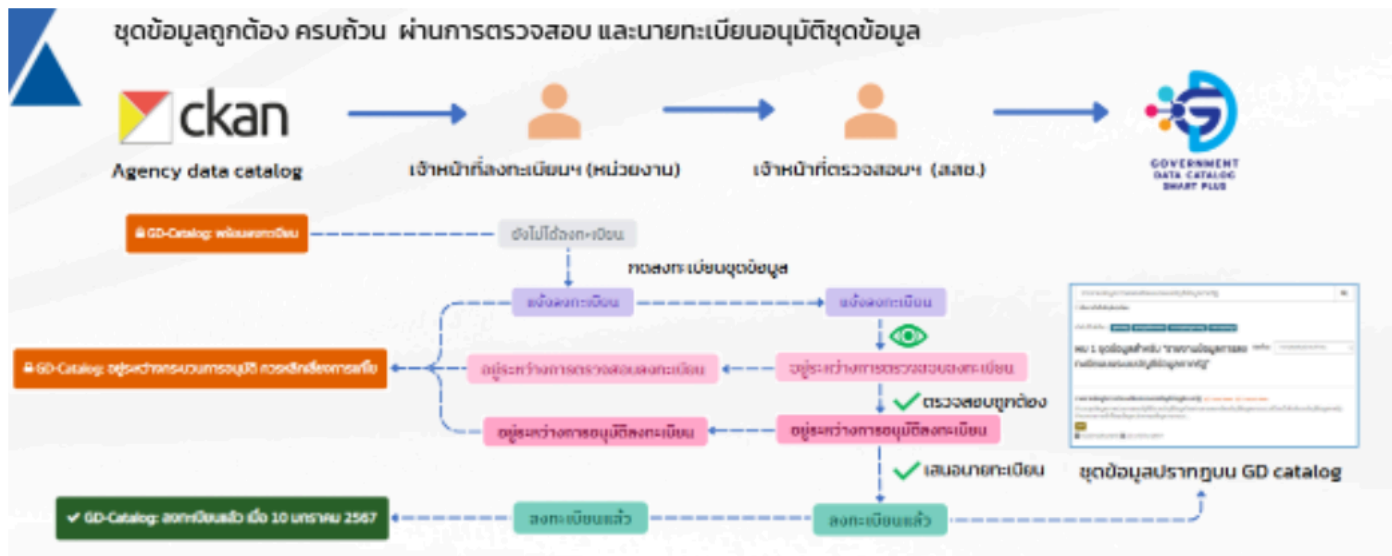 ชุดข้อมูลถูกต้อง ครบถ้วน ผ่านการตรวจสอบ และนายทะเบียนอนุมัติชุดข้อมูล
ckan
Agency data catalog
เจ้าหน้าที่ลงทะเบียนฯ (หน่วยงาน)
เจ้าหน้าที่ตรวจสอบฯ (สสช.)
GOVERNMENT
DATA CATALOG
SMART PLUS
GD-Catalog: พร้อมลงทะเบียน
ยังไม่ได้ลงทะเบียน
กดลงทะเบียนชุดข้อมูล
แจ้งลงทะเบียน
แจ้งลงทะเบียน
GD-Catalog: อยู่ระหว่างกระบวนการอนุมัติ ควรหลีกเลี่ยงการแก้ไข
อยู่ระหว่างการตรวจสอบลงทะเบียน
อยู่ระหว่างการตรวจสอบลงทะเบียน
ตรวจสอบถูกต้อง
อยู่ระหว่างการอนุมัติลงทะเบียน
อยู่ระหว่างการอนุมัติลงทะเบียน
เสนอนายทะเบียน
พบ 1 ชุดข้อมูลสำหรับ
ชุดข้อมูลปรากฏบน GD catalog
GD-Catalog: ลงทะเบียนแล้ว เมื่อ 10 มกราคม 2567
ลงทะเบียนแล้ว
ลงทะเบียนแล้ว